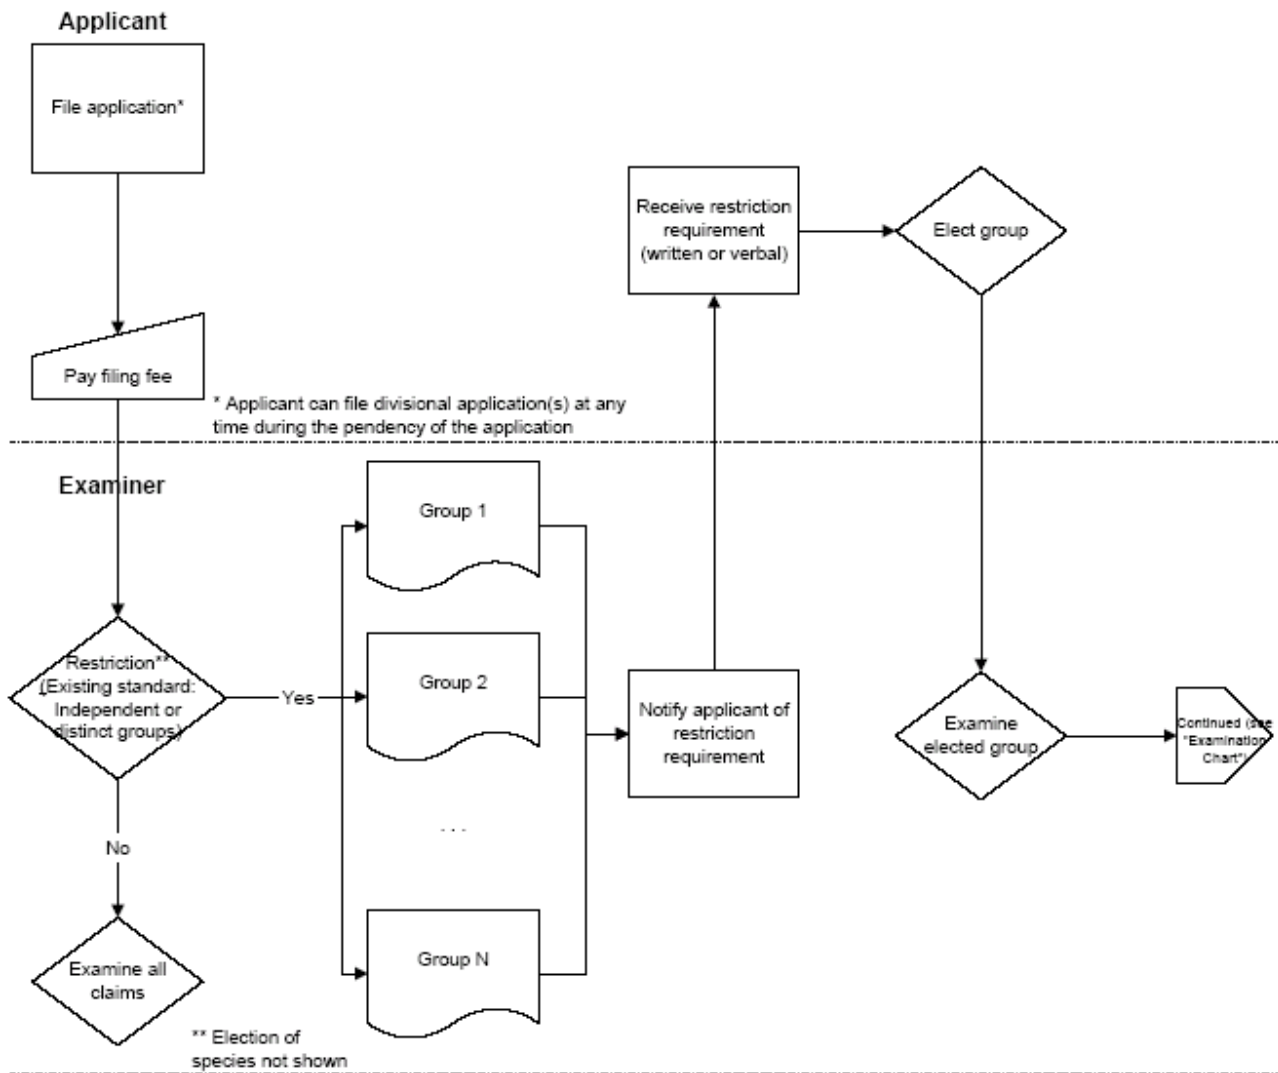 Applicant
File application*
Pay filing fee
* Applicant can file divisional application(s) at any
time during the pendency of the application
Receive restriction
requirement
(written or verbal)
Elect group
Examiner
Restriction**
(Existing standard:
Independent or
distinct groups)
Yes
No
Examine all
claims
** Election of
species not shown
Group 1
Group 2
. . .
Group N
Notify applicant of
restriction
requirement
Examine
elected group
Continued (see
"Examination
Chart")